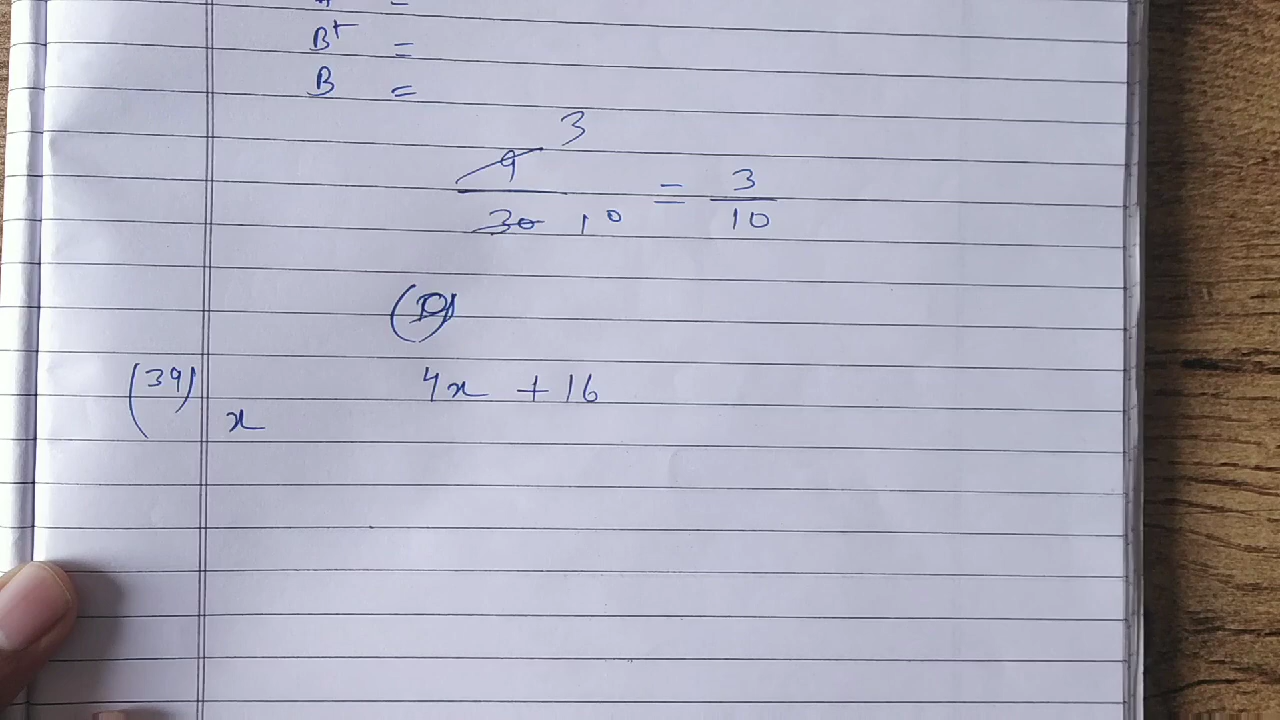 B+ =
B =
9 3
30 10 = 3/10
(D)
(39) 4x + 16
x